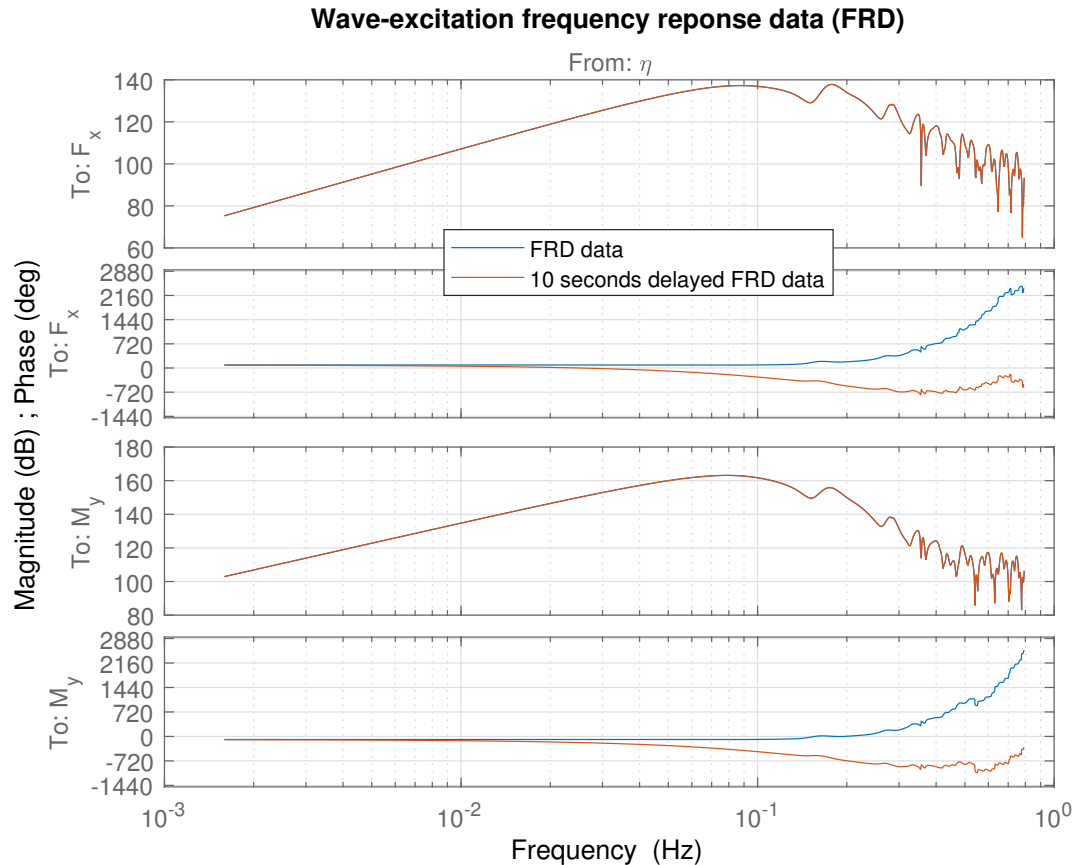 Wave-excitation frequency reponse data (FRD)
From: η
Magnitude (dB) ; Phase (deg)
To: F_x
140
120
100
80
60
FRD data
10 seconds delayed FRD data
To: F_x
2880
2160
1440
720
0
-720
-1440
To: M_y
180
160
140
120
100
80
To: M_y
2880
2160
1440
720
0
-720
-1440
10^-3 10^-2 10^-1 10^0
Frequency (Hz)